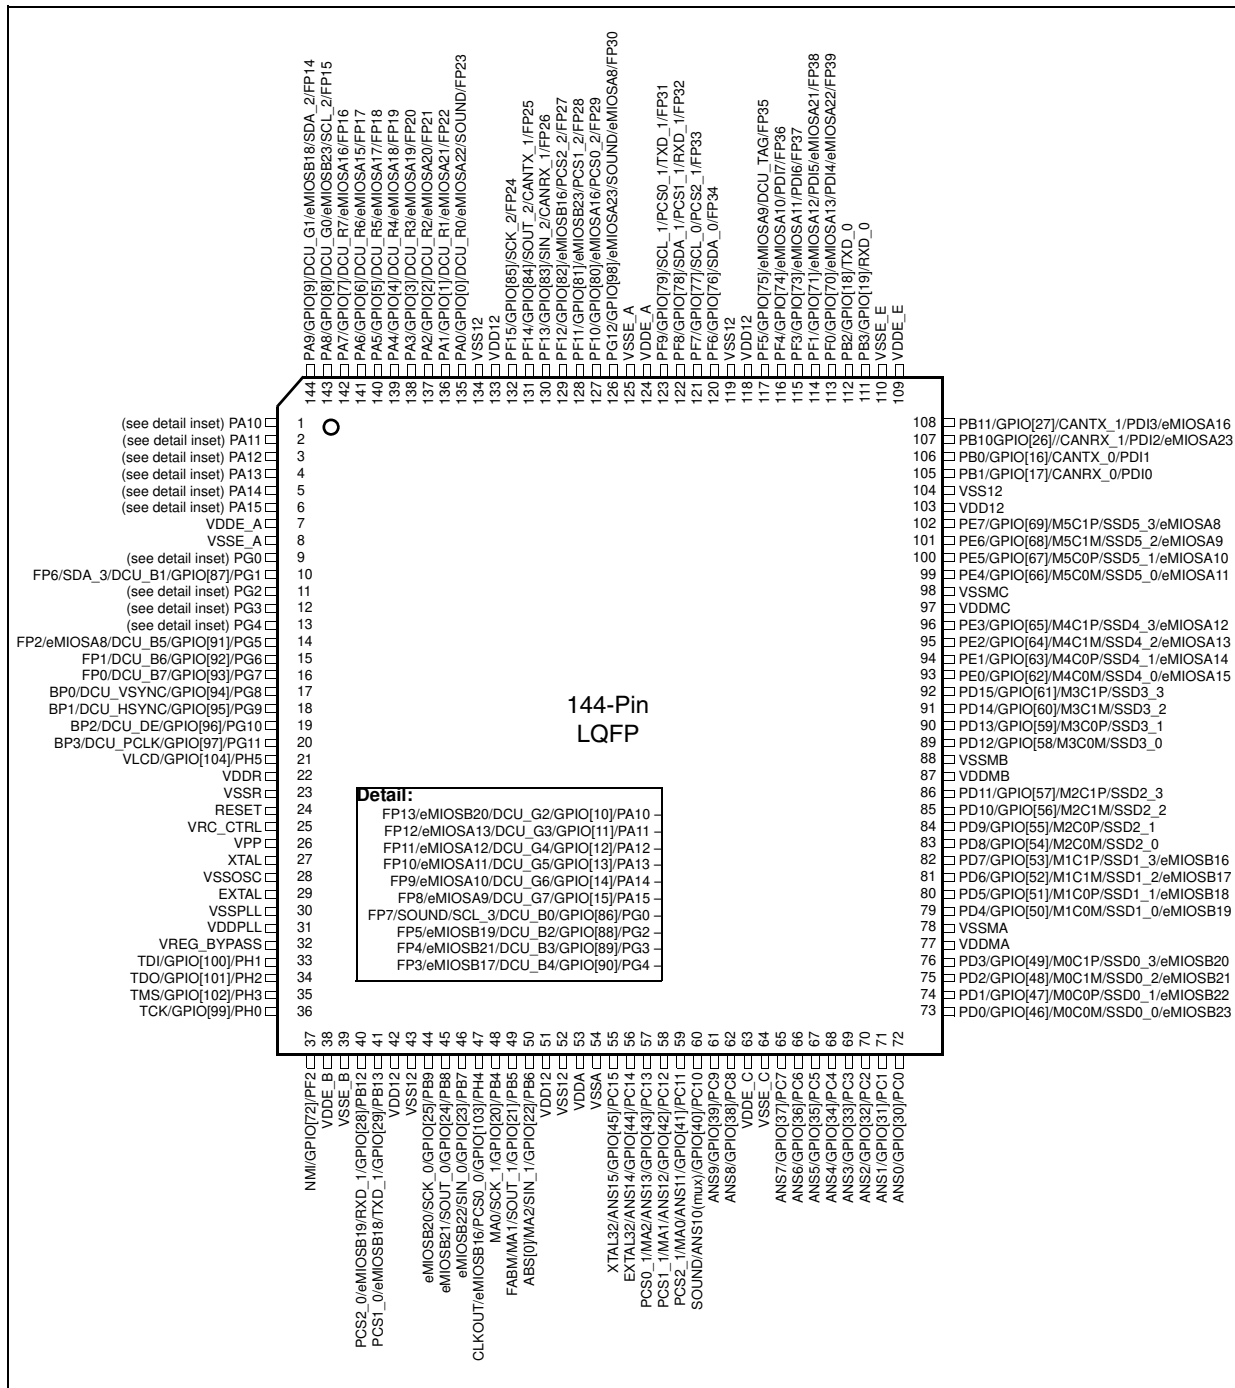 PA9/GPIO[9]/DCU_G1/eMIOSB18/SDA_2/FP14
PA8/GPIO[8]/DCU_G0/eMIOSB23/SCL_2/FP15
PA7/GPIO[7]/DCU_R7/eMIOSA16/FP16
PA6/GPIO[6]/DCU_R6/eMIOSA15/FP17
PA5/GPIO[5]/DCU_R5/eMIOSA17/FP18
PA4/GPIO[4]/DCU_R4/eMIOSA18/FP19
PA3/GPIO[3]/DCU_R3/eMIOSA19/FP20
PA2/GPIO[2]/DCU_R2/eMIOSA20/FP21
PA1/GPIO[1]/DCU_R1/eMIOSA21/FP22
PA0/GPIO[0]/DCU_R0/eMIOSA22/SOUND/FP23
VSS12
VDD12
PF15/GPIO[85]/SCK_2/FP24
PF14/GPIO[84]/SOUT_2/CANTX_1/FP25
PF13/GPIO[83]/SIN_2/CANRX_1/FP26
PF12/GPIO[82]/eMIOSB16/PCS2_2/FP27
PF11/GPIO[81]/eMIOSB23/PCS1_2/FP28
PF10/GPIO[80]/eMIOSA16/PCS0_2/FP29
PG12/GPIO[98]/eMIOSA23/SOUND/eMIOSA8/FP30
VSSE_A
VDDE_A
PF9/GPIO[79]/SCL_1/PCS0_1/TXD_1/FP31
PF8/GPIO[78]/SDA_1/PCS1_1/RXD_1/FP32
PF7/GPIO[77]/SCL_0/PCS2_1/FP33
PF6/GPIO[76]/SDA_0/FP34
VSS12
VDD12
PF5/GPIO[75]/eMIOSA9/DCU_TAG/FP35
PF4/GPIO[74]/eMIOSA10/PDI7/FP36
PF3/GPIO[73]/eMIOSA11/PDI6/FP37
PF1/GPIO[71]/eMIOSA12/PDI5/eMIOSA21/FP38
PF0/GPIO[70]/eMIOSA13/PDI4/eMIOSA22/FP39
PB2/GPIO[18]/TXD_0
PB3/GPIO[19]/RXD_0
VSSE_E
VDDE_E
144 143 142 141 140 139 138 137 136 135 134 133 132 131 130 129 128 127 126 125 124 123 122 121 120 119 118 117 116 115 114 113 112 111 110 109
(see detail inset) PA10 1
(see detail inset) PA11 2
(see detail inset) PA12 3
(see detail inset) PA13 4
(see detail inset) PA14 5
(see detail inset) PA15 6
VDDE_A 7
VSSE_A 8
(see detail inset) PG0 9
FP6/SDA_3/DCU_B1/GPIO[87]/PG1 10
(see detail inset) PG2 11
(see detail inset) PG3 12
(see detail inset) PG4 13
FP2/eMIOSA8/DCU_B5/GPIO[91]/PG5 14
FP1/DCU_B6/GPIO[92]/PG6 15
FP0/DCU_B7/GPIO[93]/PG7 16
BP0/DCU_VSYNC/GPIO[94]/PG8 17
BP1/DCU_HSYNC/GPIO[95]/PG9 18
BP2/DCU_DE/GPIO[96]/PG10 19
BP3/DCU_PCLK/GPIO[97]/PG11 20
VLCD/GPIO[104]/PH5 21
VDDR 22
VSSR 23
RESET 24
VRC_CTRL 25
VPP 26
XTAL 27
VSSOSC 28
EXTAL 29
VSSPLL 30
VDDPLL 31
VREG_BYPASS 32
TDI/GPIO[100]/PH1 33
TDO/GPIO[101]/PH2 34
TMS/GPIO[102]/PH3 35
TCK/GPIO[99]/PH0 36
144-Pin
LQFP
Detail:
FP13/eMIOSB20/DCU_G2/GPIO[10]/PA10
FP12/eMIOSA13/DCU_G3/GPIO[11]/PA11
FP11/eMIOSA12/DCU_G4/GPIO[12]/PA12
FP10/eMIOSA11/DCU_G5/GPIO[13]/PA13
FP9/eMIOSA10/DCU_G6/GPIO[14]/PA14
FP8/eMIOSA9/DCU_G7/GPIO[15]/PA15
FP7/SOUND/SCL_3/DCU_B0/GPIO[86]/PG0
FP5/eMIOSB19/DCU_B2/GPIO[88]/PG2
FP4/eMIOSB21/DCU_B3/GPIO[89]/PG3
FP3/eMIOSB17/DCU_B4/GPIO[90]/PG4
108 PB11/GPIO[27]/CANTX_1/PDI3/eMIOSA16
107 PB10GPIO[26]//CANRX_1/PDI2/eMIOSA23
106 PB0/GPIO[16]/CANTX_0/PDI1
105 PB1/GPIO[17]/CANRX_0/PDI0
104 VSS12
103 VDD12
102 PE7/GPIO[69]/M5C1P/SSD5_3/eMIOSA8
101 PE6/GPIO[68]/M5C1M/SSD5_2/eMIOSA9
100 PE5/GPIO[67]/M5C0P/SSD5_1/eMIOSA10
99 PE4/GPIO[66]/M5C0M/SSD5_0/eMIOSA11
98 VSSMC
97 VDDMC
96 PE3/GPIO[65]/M4C1P/SSD4_3/eMIOSA12
95 PE2/GPIO[64]/M4C1M/SSD4_2/eMIOSA13
94 PE1/GPIO[63]/M4C0P/SSD4_1/eMIOSA14
93 PE0/GPIO[62]/M4C0M/SSD4_0/eMIOSA15
92 PD15/GPIO[61]/M3C1P/SSD3_3
91 PD14/GPIO[60]/M3C1M/SSD3_2
90 PD13/GPIO[59]/M3C0P/SSD3_1
89 PD12/GPIO[58/M3C0M/SSD3_0
88 VSSMB
87 VDDMB
86 PD11/GPIO[57]/M2C1P/SSD2_3
85 PD10/GPIO[56]/M2C1M/SSD2_2
84 PD9/GPIO[55]/M2C0P/SSD2_1
83 PD8/GPIO[54]/M2C0M/SSD2_0
82 PD7/GPIO[53]/M1C1P/SSD1_3/eMIOSB16
81 PD6/GPIO[52]/M1C1M/SSD1_2/eMIOSB17
80 PD5/GPIO[51]/M1C0P/SSD1_1/eMIOSB18
79 PD4/GPIO[50]/M1C0M/SSD1_0/eMIOSB19
78 VSSMA
77 VDDMA
76 PD3/GPIO[49]/M0C1P/SSD0_3/eMIOSB20
75 PD2/GPIO[48]/M0C1M/SSD0_2/eMIOSB21
74 PD1/GPIO[47]/M0C0P/SSD0_1/eMIOSB22
73 PD0/GPIO[46]/M0C0M/SSD0_0/eMIOSB23
37 38 39 40 41 42 43 44 45 46 47 48 49 50 51 52 53 54 55 56 57 58 59 60 61 62 63 64 65 66 67 68 69 70 71 72
NMI/GPIO[72]/PF2
VDDE_B
VSSE_B
PCS2_0/eMIOSB19/RXD_1/GPIO[28]/PB12
PCS1_0/eMIOSB18/TXD_1/GPIO[29]/PB13
VDD12
VSS12
eMIOSB20/SCK_0/GPIO[25]/PB9
eMIOSB21/SOUT_0/GPIO[24]/PB8
eMIOSB22/SIN_0/GPIO[23]/PB7
CLKOUT/eMIOSB16/PCS0_0/GPIO[103]/PH4
MA0/SCK_1/GPIO[20]/PB4
FABM/MA1/SOUT_1/GPIO[21]/PB5
ABS[0]/MA2/SIN_1/GPIO[22]/PB6
VDD12
VSS12
VDDA
VSSA
XTAL32/ANS15/GPIO[45]/PC15
EXTAL32/ANS14/GPIO[44]/PC14
PCS0_1/MA2/ANS13/GPIO[43]/PC13
PCS1_1/MA1/ANS12/GPIO[42]/PC12
PCS2_1/MA0/ANS11/GPIO[41]/PC11
SOUND/ANS10(mux)/GPIO[40]/PC10
ANS9/GPIO[39]/PC9
ANS8/GPIO[38]/PC8
VDDE_C
VSSE_C
ANS7/GPIO[37]/PC7
ANS6/GPIO[36]/PC6
ANS5/GPIO[35]/PC5
ANS4/GPIO[34]/PC4
ANS3/GPIO[33]/PC3
ANS2/GPIO[32]/PC2
ANS1/GPIO[31]/PC1
ANS0/GPIO[30]/PC0